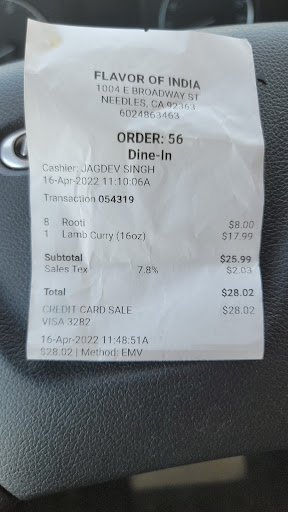 FLAVOR OF INDIA
1004 E BROADWAY ST
NEEDLES, CA 92363
6024863463
ORDER: 56
Dine-In
Cashier: JAGDEV SINGH
16-Apr-2022 11:10:06A
Transaction 054319
8 Rooti $8.00
1 Lamb Curry (16oz) $17.99
Subtotal $25.99
Sales Tex 7.8% $2.03
Total $28.02
CREDIT CARD SALE $28.02
VISA 3282
16-Apr-2022 11:48:51A
$28.02 | Method: EMV